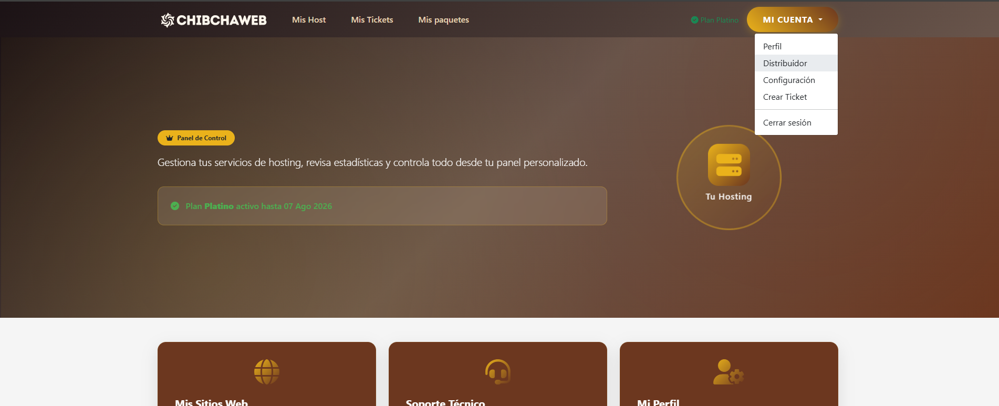 CHIBCHAWEB
Mis Host
Mis Tickets
Mis paquetes
Plan Platino
MI CUENTA
Perfil
Distribuidor
Configuración
Crear Ticket
Cerrar sesión
Panel de Control
Gestiona tus servicios de hosting, revisa estadísticas y controla todo desde tu panel personalizado.
Plan Platino activo hasta 07 Ago 2026
Tu Hosting
Mis Sitios Web
Soporte Técnico
Mi Perfil